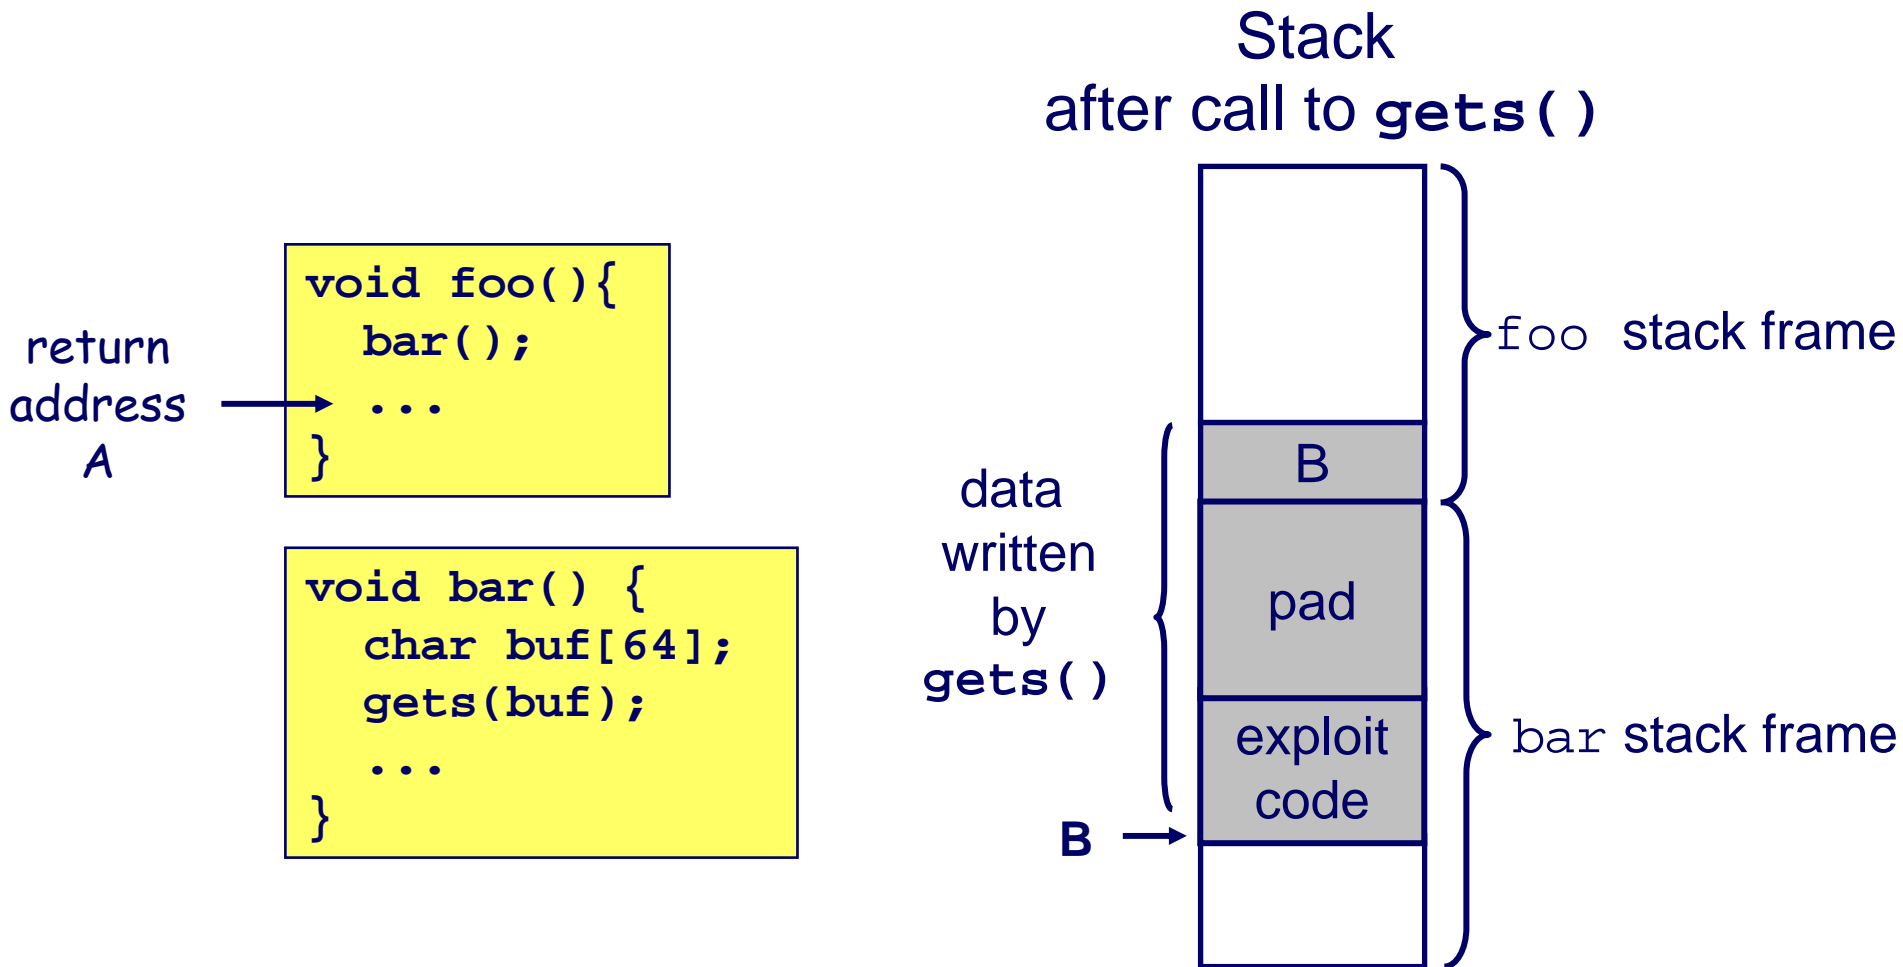 Stack
after call to gets()
void foo(){
bar();
...
}
return
address
A
void bar() {
char buf[64];
gets(buf);
...
}
data
written
by
gets()
B
B
pad
exploit
code
foo stack frame
bar stack frame